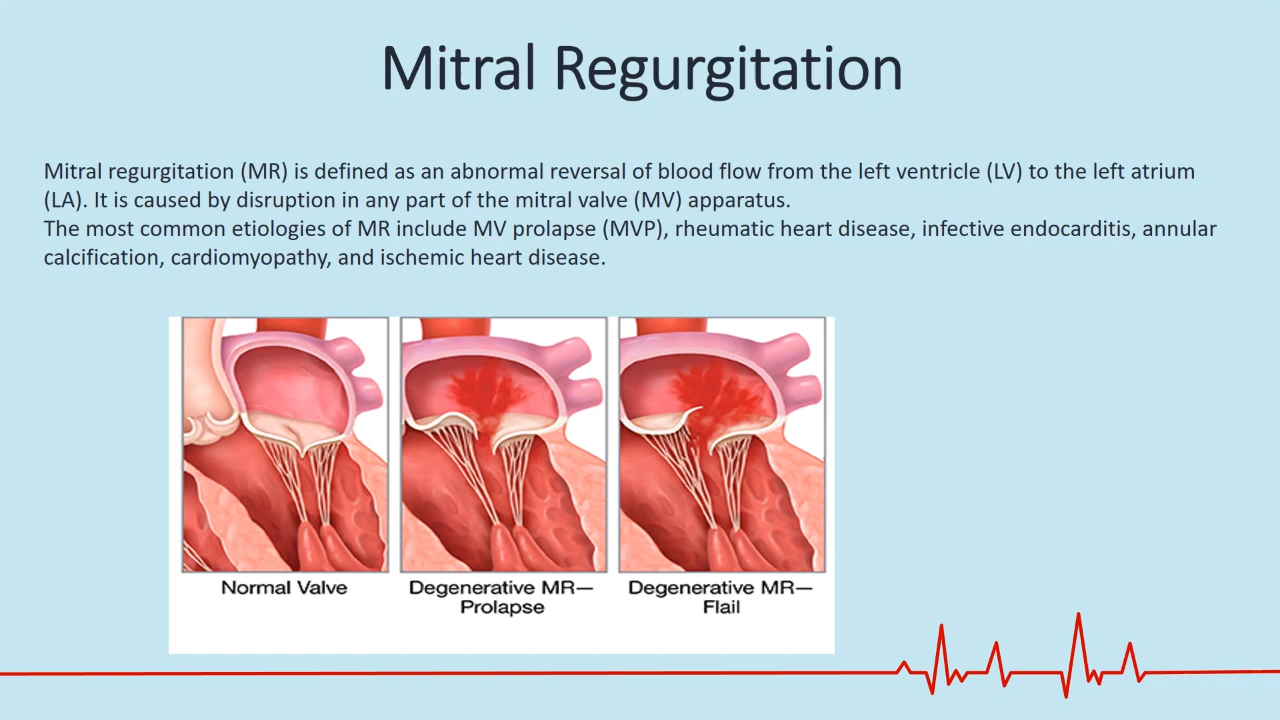 Mitral Regurgitation
Mitral regurgitation (MR) is defined as an abnormal reversal of blood flow from the left ventricle (LV) to the left atrium
(LA). It is caused by disruption in any part of the mitral valve (MV) apparatus.
The most common etiologies of MR include MV prolapse (MVP), rheumatic heart disease, infective endocarditis, annular
calcification, cardiomyopathy, and ischemic heart disease.
Normal Valve
Degenerative MR—
Prolapse
Degenerative MR—
Flail